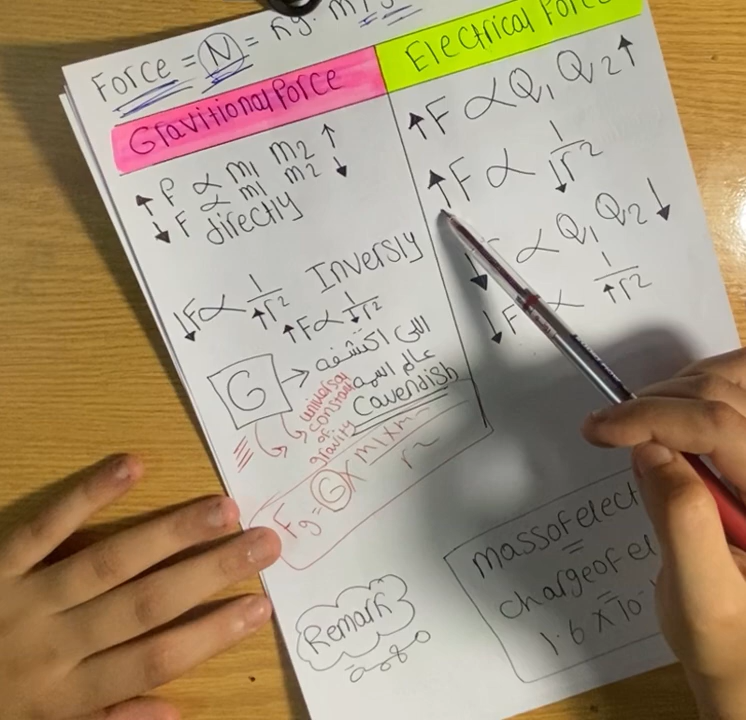 Force = N = kg. m/s
Gravitional Force
↑F ∝ m1 m2 ↑
↓F ∝ m1 m2 ↓
directly
↓F ∝ 1/↑r2 Inversly
↑F ∝ 1/↓r2
G → اللى اكتشفه
عالم اسمه
Cavendish
universal
constant
of
gravity
Fg = G x m1 x m
r2
Electrical Force
↑F ∝ Q1 Q2 ↑
↑F ∝ 1/↓r2
↓ ∝ Q1 Q2 ↓
↓F ∝ 1/↑r2
mass of elect
=
charge of el
=
1.6 x 10-
Remark